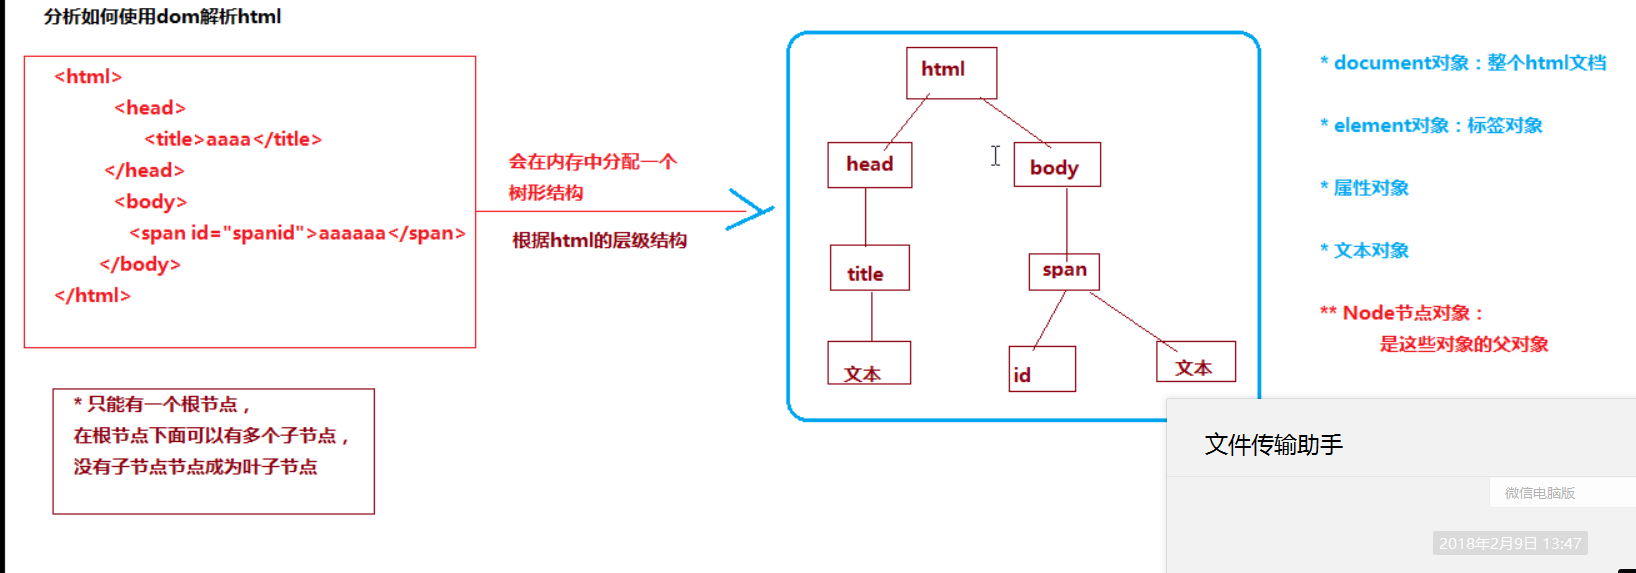 分析如何使用dom解析html
<html>
<head>
<title>aaaa</title>
</head>
<body>
<span id="spanid">aaaaaa</span>
</body>
</html>
会在内存中分配一个
树形结构
根据html的层级结构
html
head
body
title
span
文本
id
文本
* document对象：整个html文档
* element对象：标签对象
* 属性对象
* 文本对象
** Node节点对象：
是这些对象的父对象
* 只能有一个根节点，
在根节点下面可以有多个子节点，
没有子节点节点成为叶子节点
文件传输助手
微信电脑版
2018年2月9日 13:47